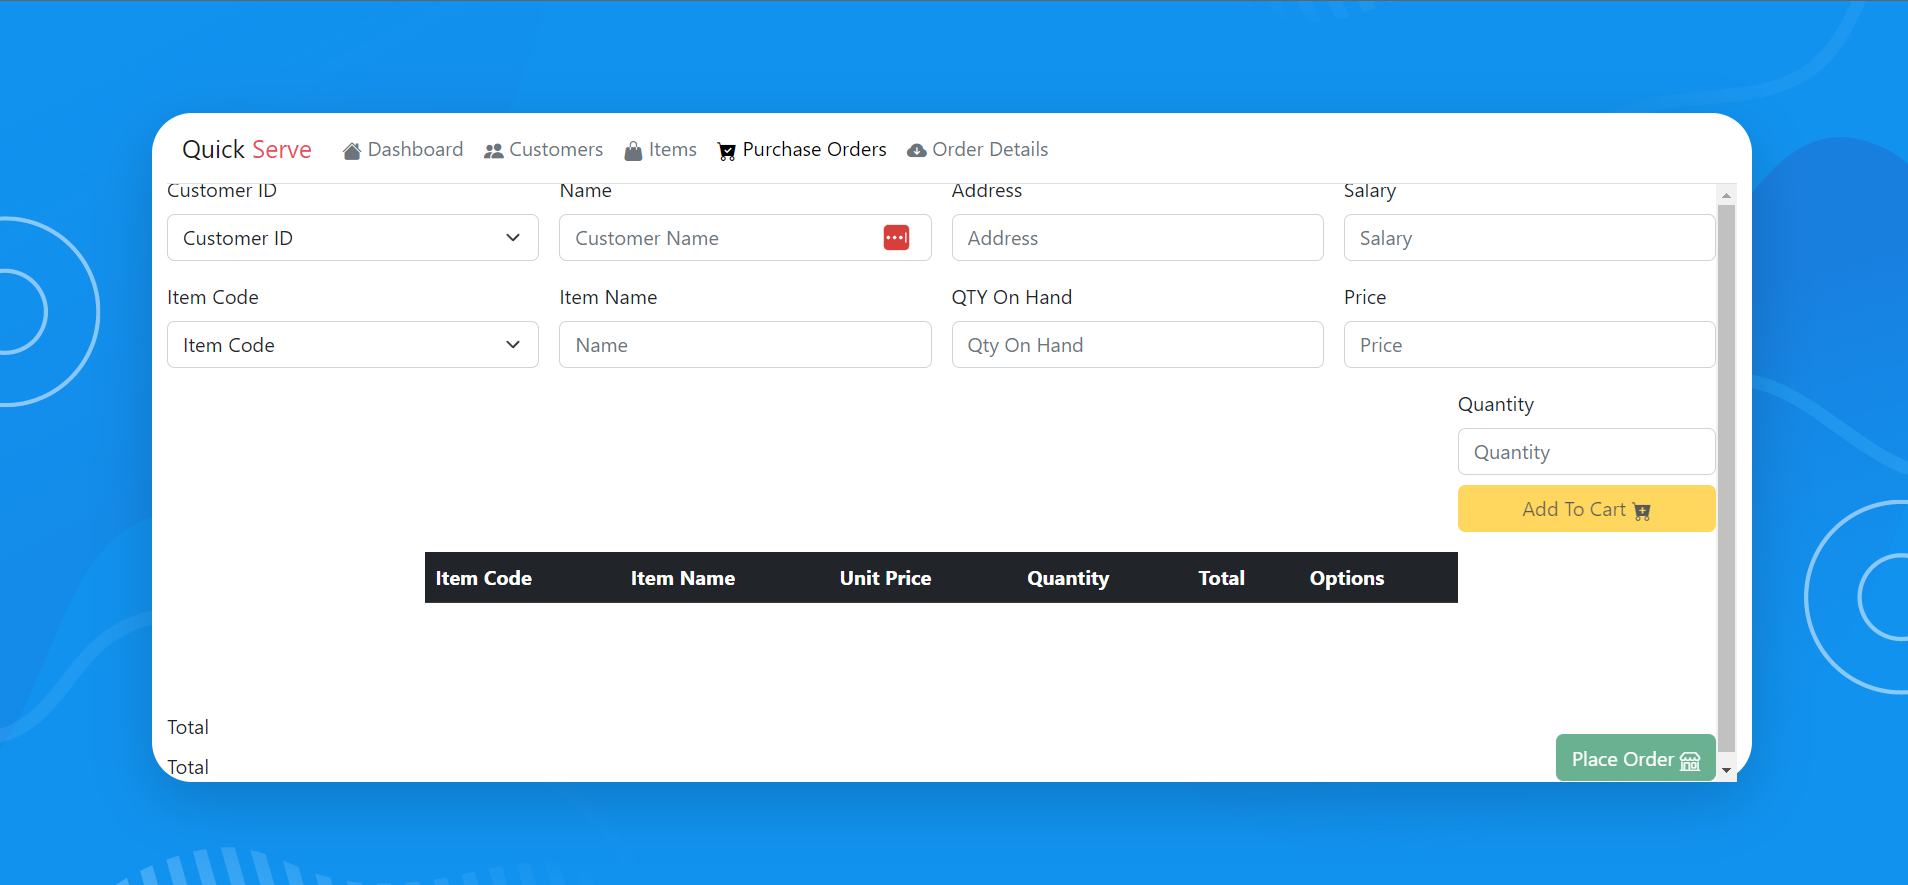 Quick Serve Dashboard Customers Items Purchase Orders Order Details
Customer ID Name Address Salary
Customer ID Customer Name Address Salary
Item Code Item Name QTY On Hand Price
Item Code Name Qty On Hand Price
Quantity
Quantity
Add To Cart
Item Code Item Name Unit Price Quantity Total Options
Total
Place Order
Total